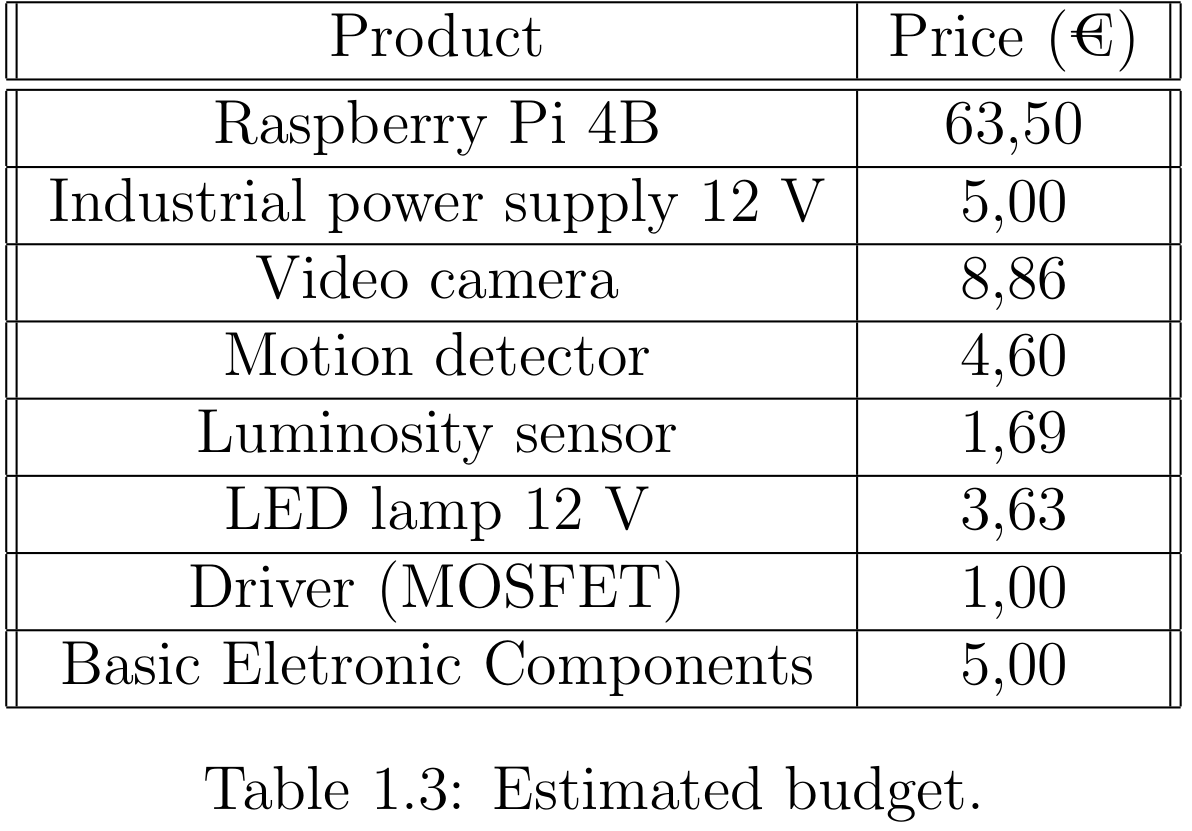 Product Price (€)
Raspberry Pi 4B 63,50
Industrial power supply 12 V 5,00
Video camera 8,86
Motion detector 4,60
Luminosity sensor 1,69
LED lamp 12 V 3,63
Driver (MOSFET) 1,00
Basic Eletronic Components 5,00
Table 1.3: Estimated budget.